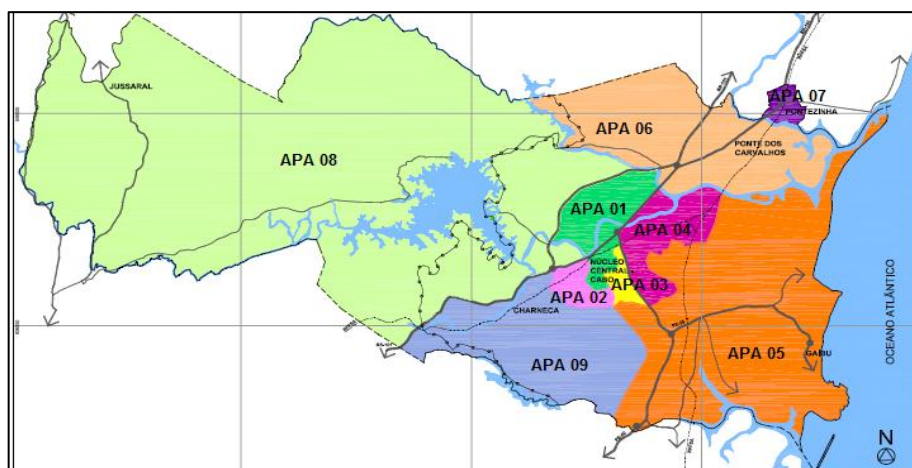 JUSSARAL
APA 08
APA 06
APA 07
PONTEZINHA
PONTE DOS
CARVALHOS
APA 01
APA 04
NÚCLEO
CENTRAL
CABO
APA 03
APA 02
CHARNECA
APA 09
APA 05
GAIBU
OCEANO ATLÂNTICO
N